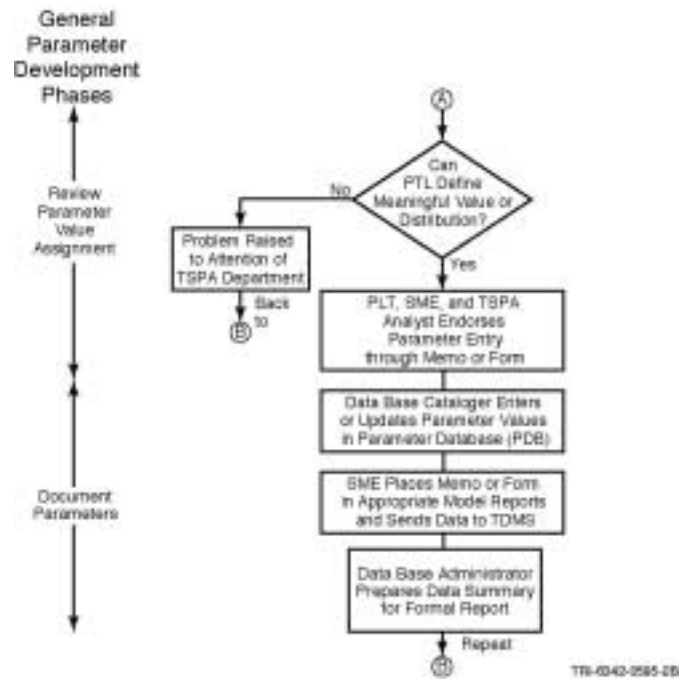 General
Parameter
Development
Phases
A
Can
PTL Define
Meaningful Value or
Distribution?
No
Yes
Review
Parameter
Value
Assignment
Problem Raised
to Attention of
TSPA Department
Back
to
B
PLT, SME, and TSPA
Analyst Endorses
Parameter Entry
through Memo or Form
Data Base Cataloger Enters
or Updates Parameter Values
in Parameter Database (PDB)
SME Places Memo or Form
in Appropriate Model Reports
and Sends Data to TDMS
Document
Parameters
Data Base Administrator
Prepares Data Summary
for Formal Report
Repeat